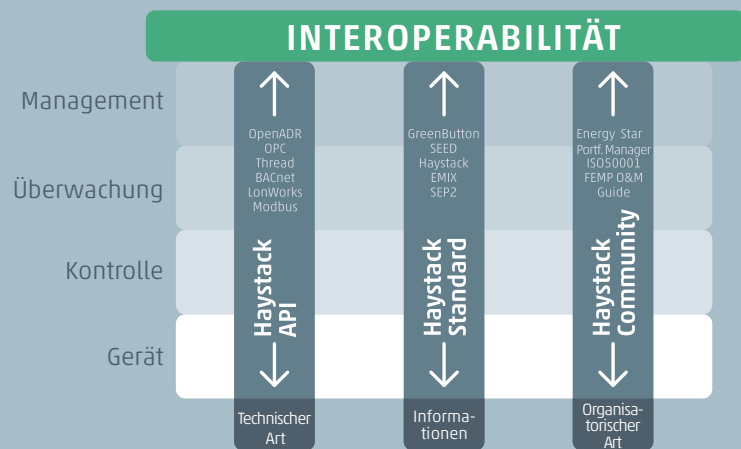 INTEROPERABILITÄT
Management
Überwachung
Kontrolle
Gerät
OpenADR
OPC
Thread
BACnet
LonWorks
Modbus
Haystack
API
Technischer
Art
GreenButton
SEED
Haystack
EMIX
SEP2
Haystack
Standard
Informa-
tionen
Energy Star
Portf. Manager
ISO50001
FEMP O&M
Guide
Haystack
Community
Organisa-
torischer
Art